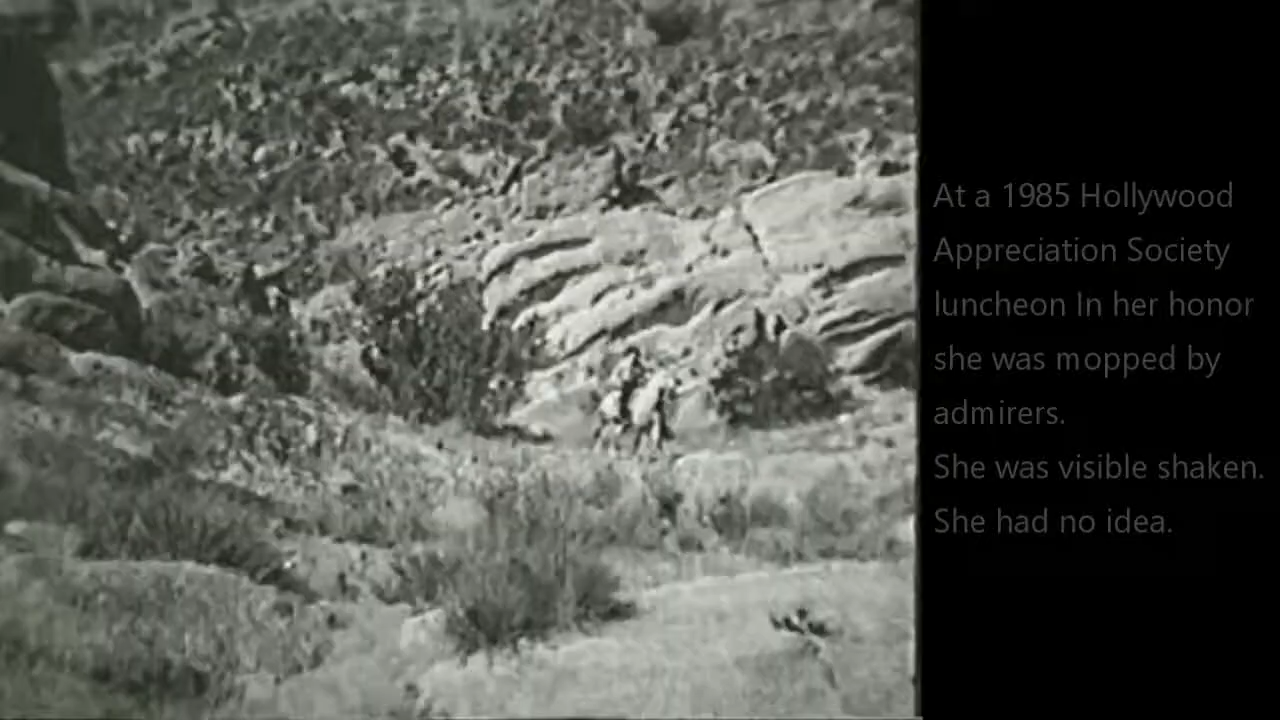 At a 1985 Hollywood
Appreciation Society
luncheon In her honor
she was mopped by
admirers.
She was visible shaken.
She had no idea.